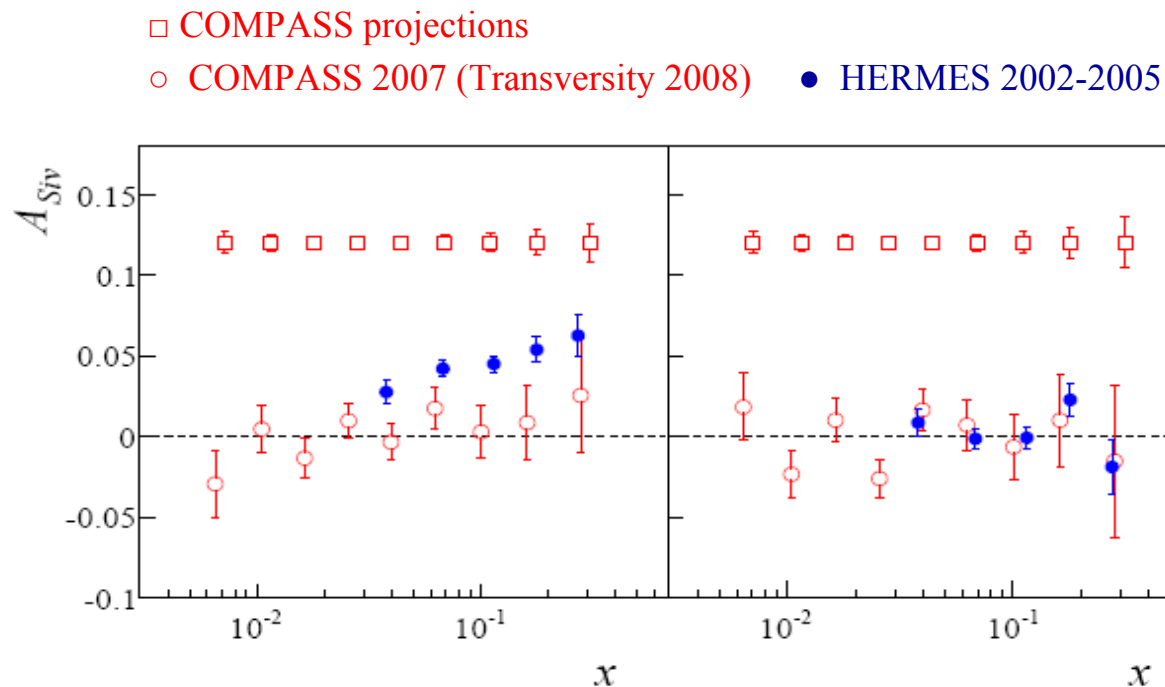 □ COMPASS projections
○ COMPASS 2007 (Transversity 2008) ● HERMES 2002-2005
A_Siv
0.15
0.1
0.05
0
-0.05
-0.1
10⁻² 10⁻¹ 10⁻² 10⁻¹
x x